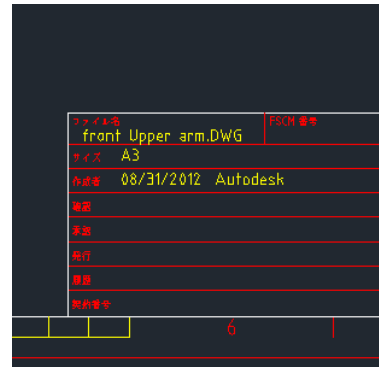 ファイル名 FSCM 番号
front Upper arm.DWG
サイズ A3
作成者 08/31/2012 Autodesk
確認
承認
発行
履歴
契約番号
6